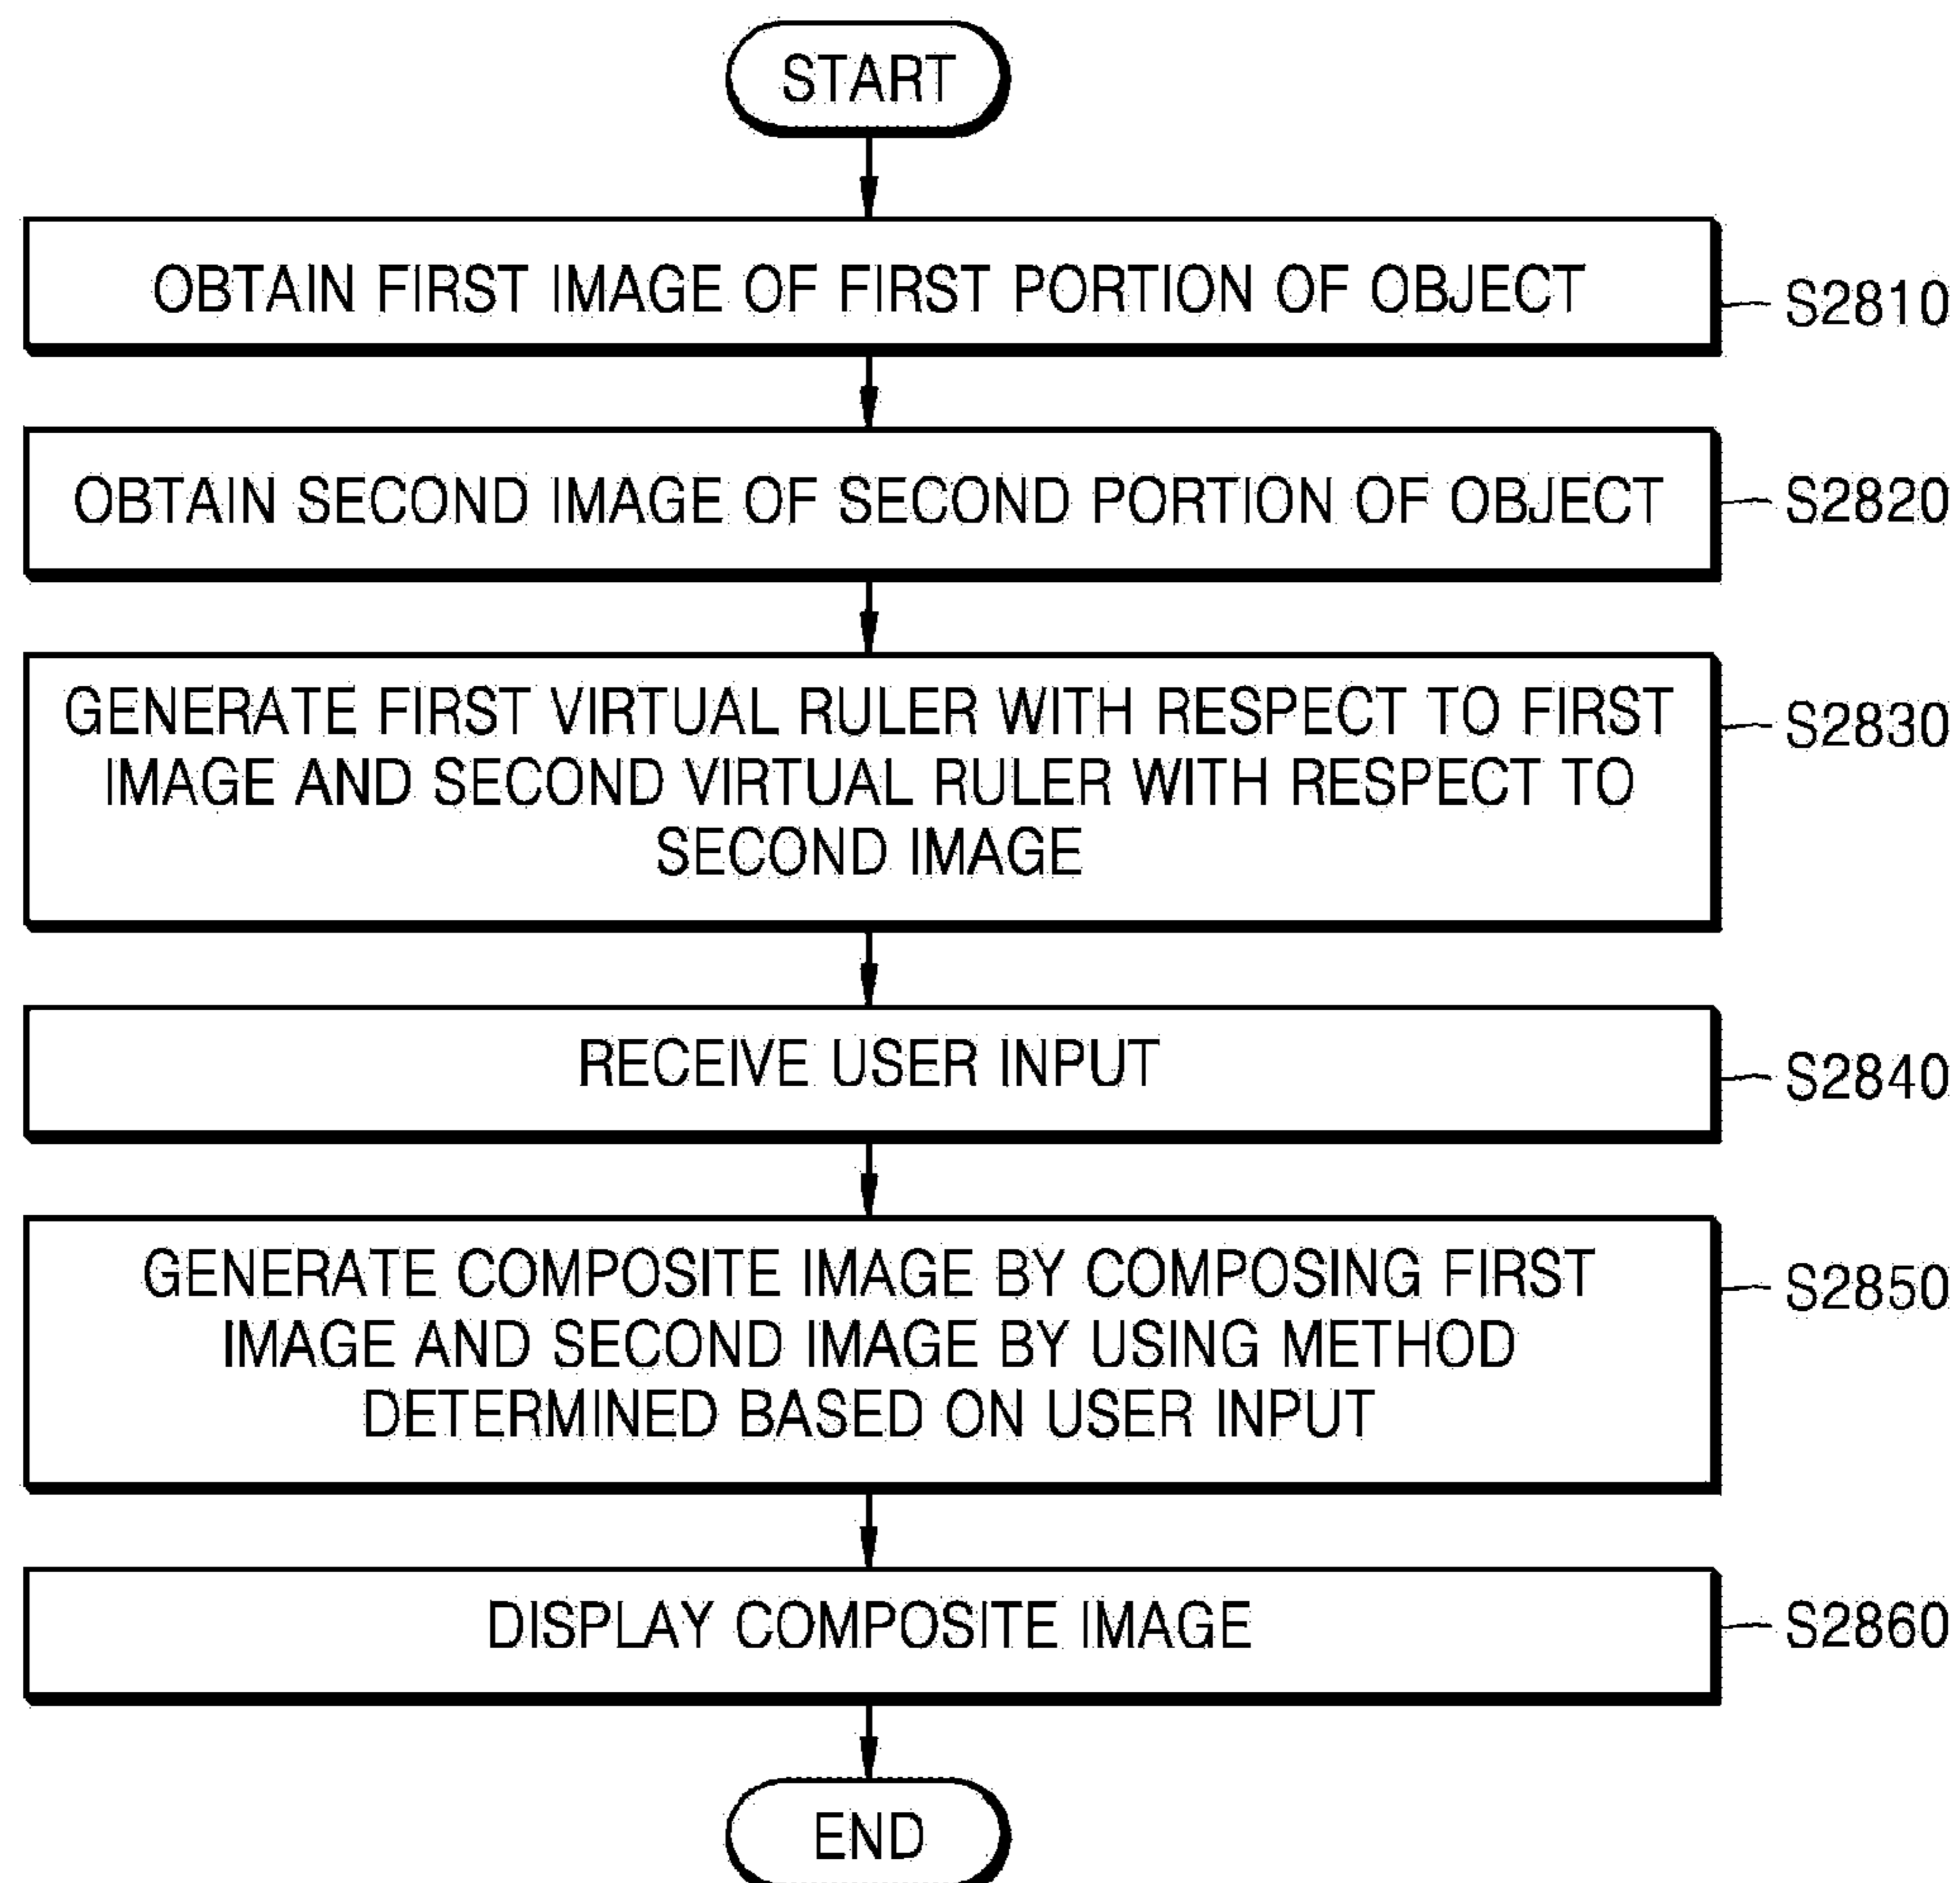 START
OBTAIN FIRST IMAGE OF FIRST PORTION OF OBJECT
S2810
OBTAIN SECOND IMAGE OF SECOND PORTION OF OBJECT
S2820
GENERATE FIRST VIRTUAL RULER WITH RESPECT TO FIRST
IMAGE AND SECOND VIRTUAL RULER WITH RESPECT TO
SECOND IMAGE
S2830
RECEIVE USER INPUT
S2840
GENERATE COMPOSITE IMAGE BY COMPOSING FIRST
IMAGE AND SECOND IMAGE BY USING METHOD
DETERMINED BASED ON USER INPUT
S2850
DISPLAY COMPOSITE IMAGE
S2860
END